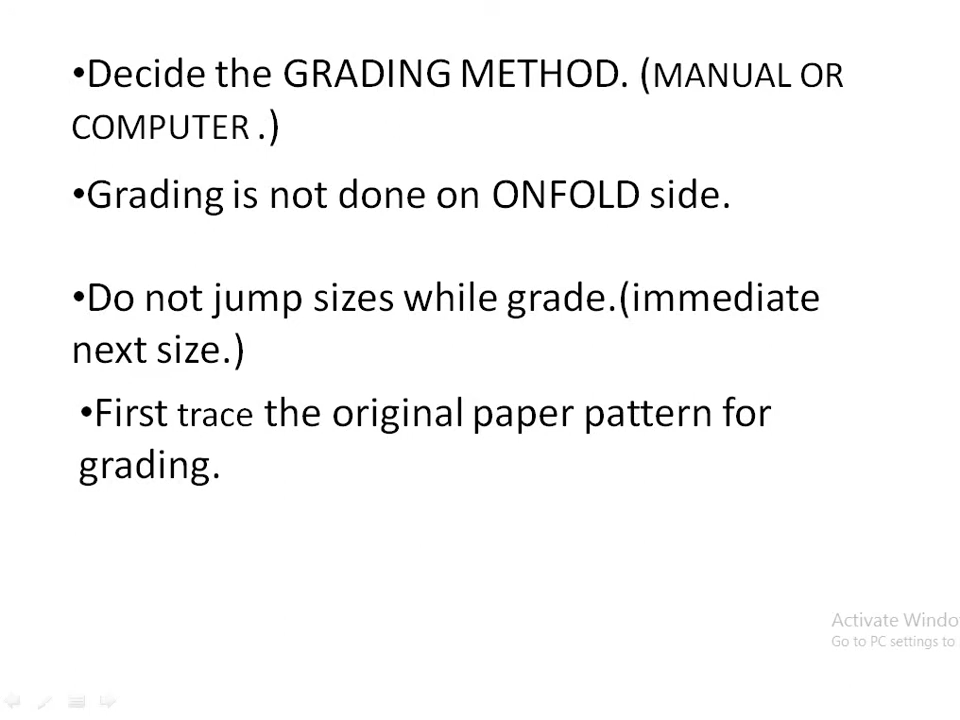 •Decide the GRADING METHOD. (MANUAL OR
COMPUTER .)
•Grading is not done on ONFOLD side.
•Do not jump sizes while grade.(immediate
next size.)
•First trace the original paper pattern for
grading.
Activate Windo
Go to PC settings to